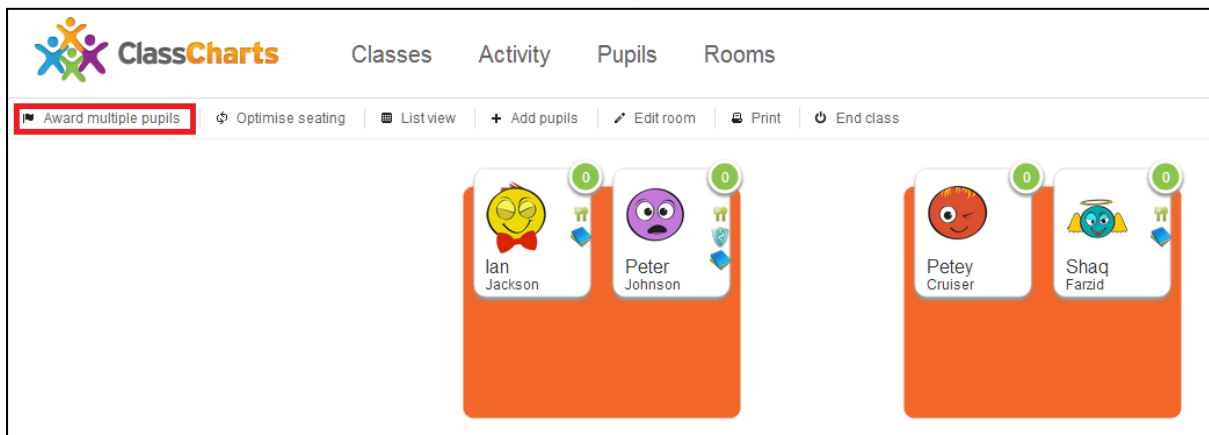 ClassCharts Classes Activity Pupils Rooms
Award multiple pupils Optimise seating List view + Add pupils Edit room Print End class
0 0 0 0
Ian Peter Petey Shaq
Jackson Johnson Cruiser Farzid